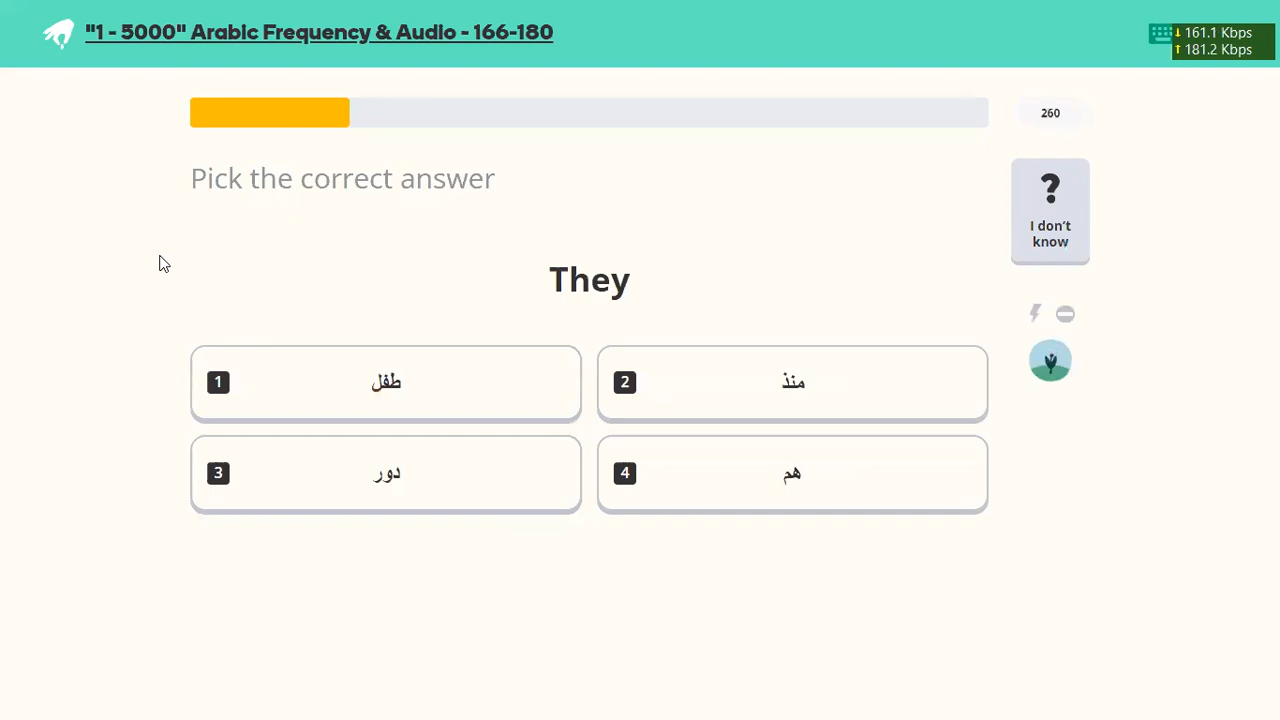 "1 - 5000" Arabic Frequency & Audio - 166-180
↓ 161.1 Kbps
↑ 181.2 Kbps
260
Pick the correct answer
?
I don't
know
They
1 طفل
2 منذ
3 دور
4 هم